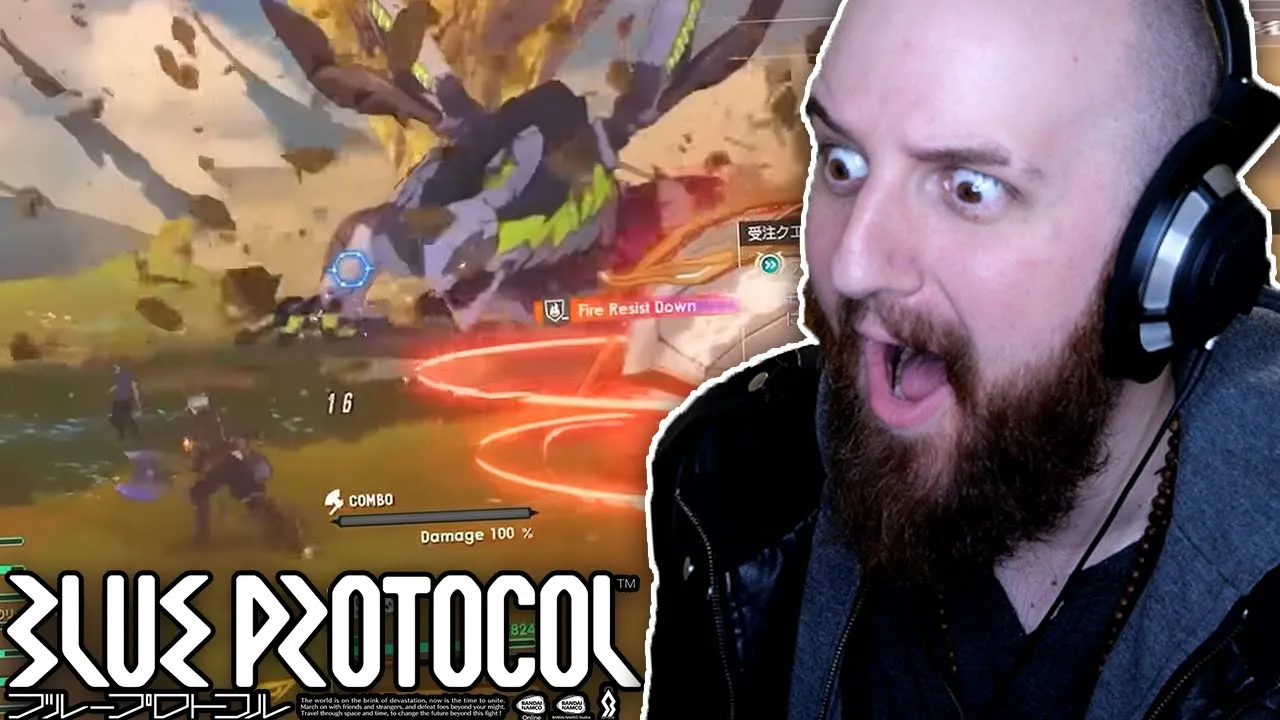 受注クエ
Fire Resist Down
16
COMBO
Damage 100 %
824
BLUE PROTOCOL™
ブループロトコル
The world is on the brink of devastation, now is the time to unite.
March on with friends and strangers, and defeat foes beyond your might.
Travel through space and time, to change the future beyond this fight !
BANDAI NAMCO Online
BANDAI NAMCO Studios